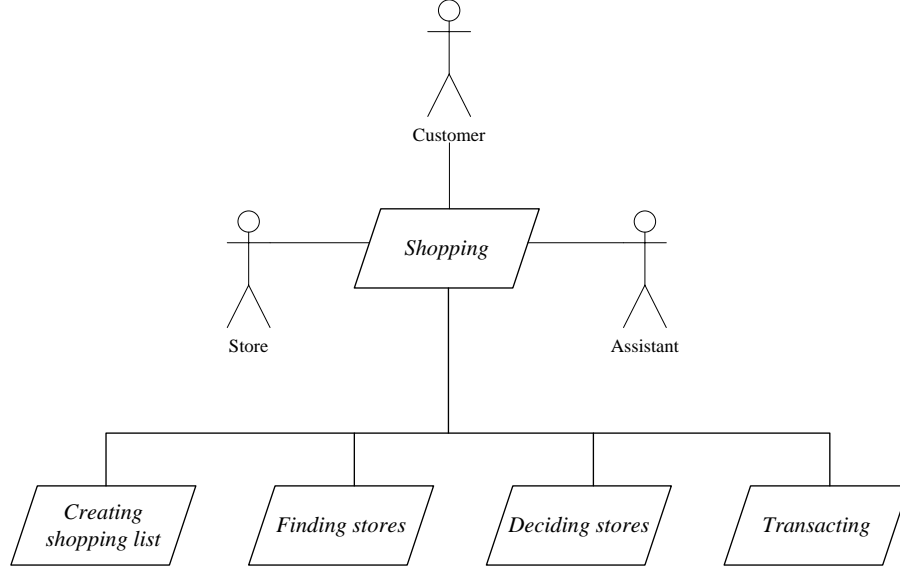 Customer
Shopping
Store
Assistant
Creating
shopping list
Finding stores
Deciding stores
Transacting